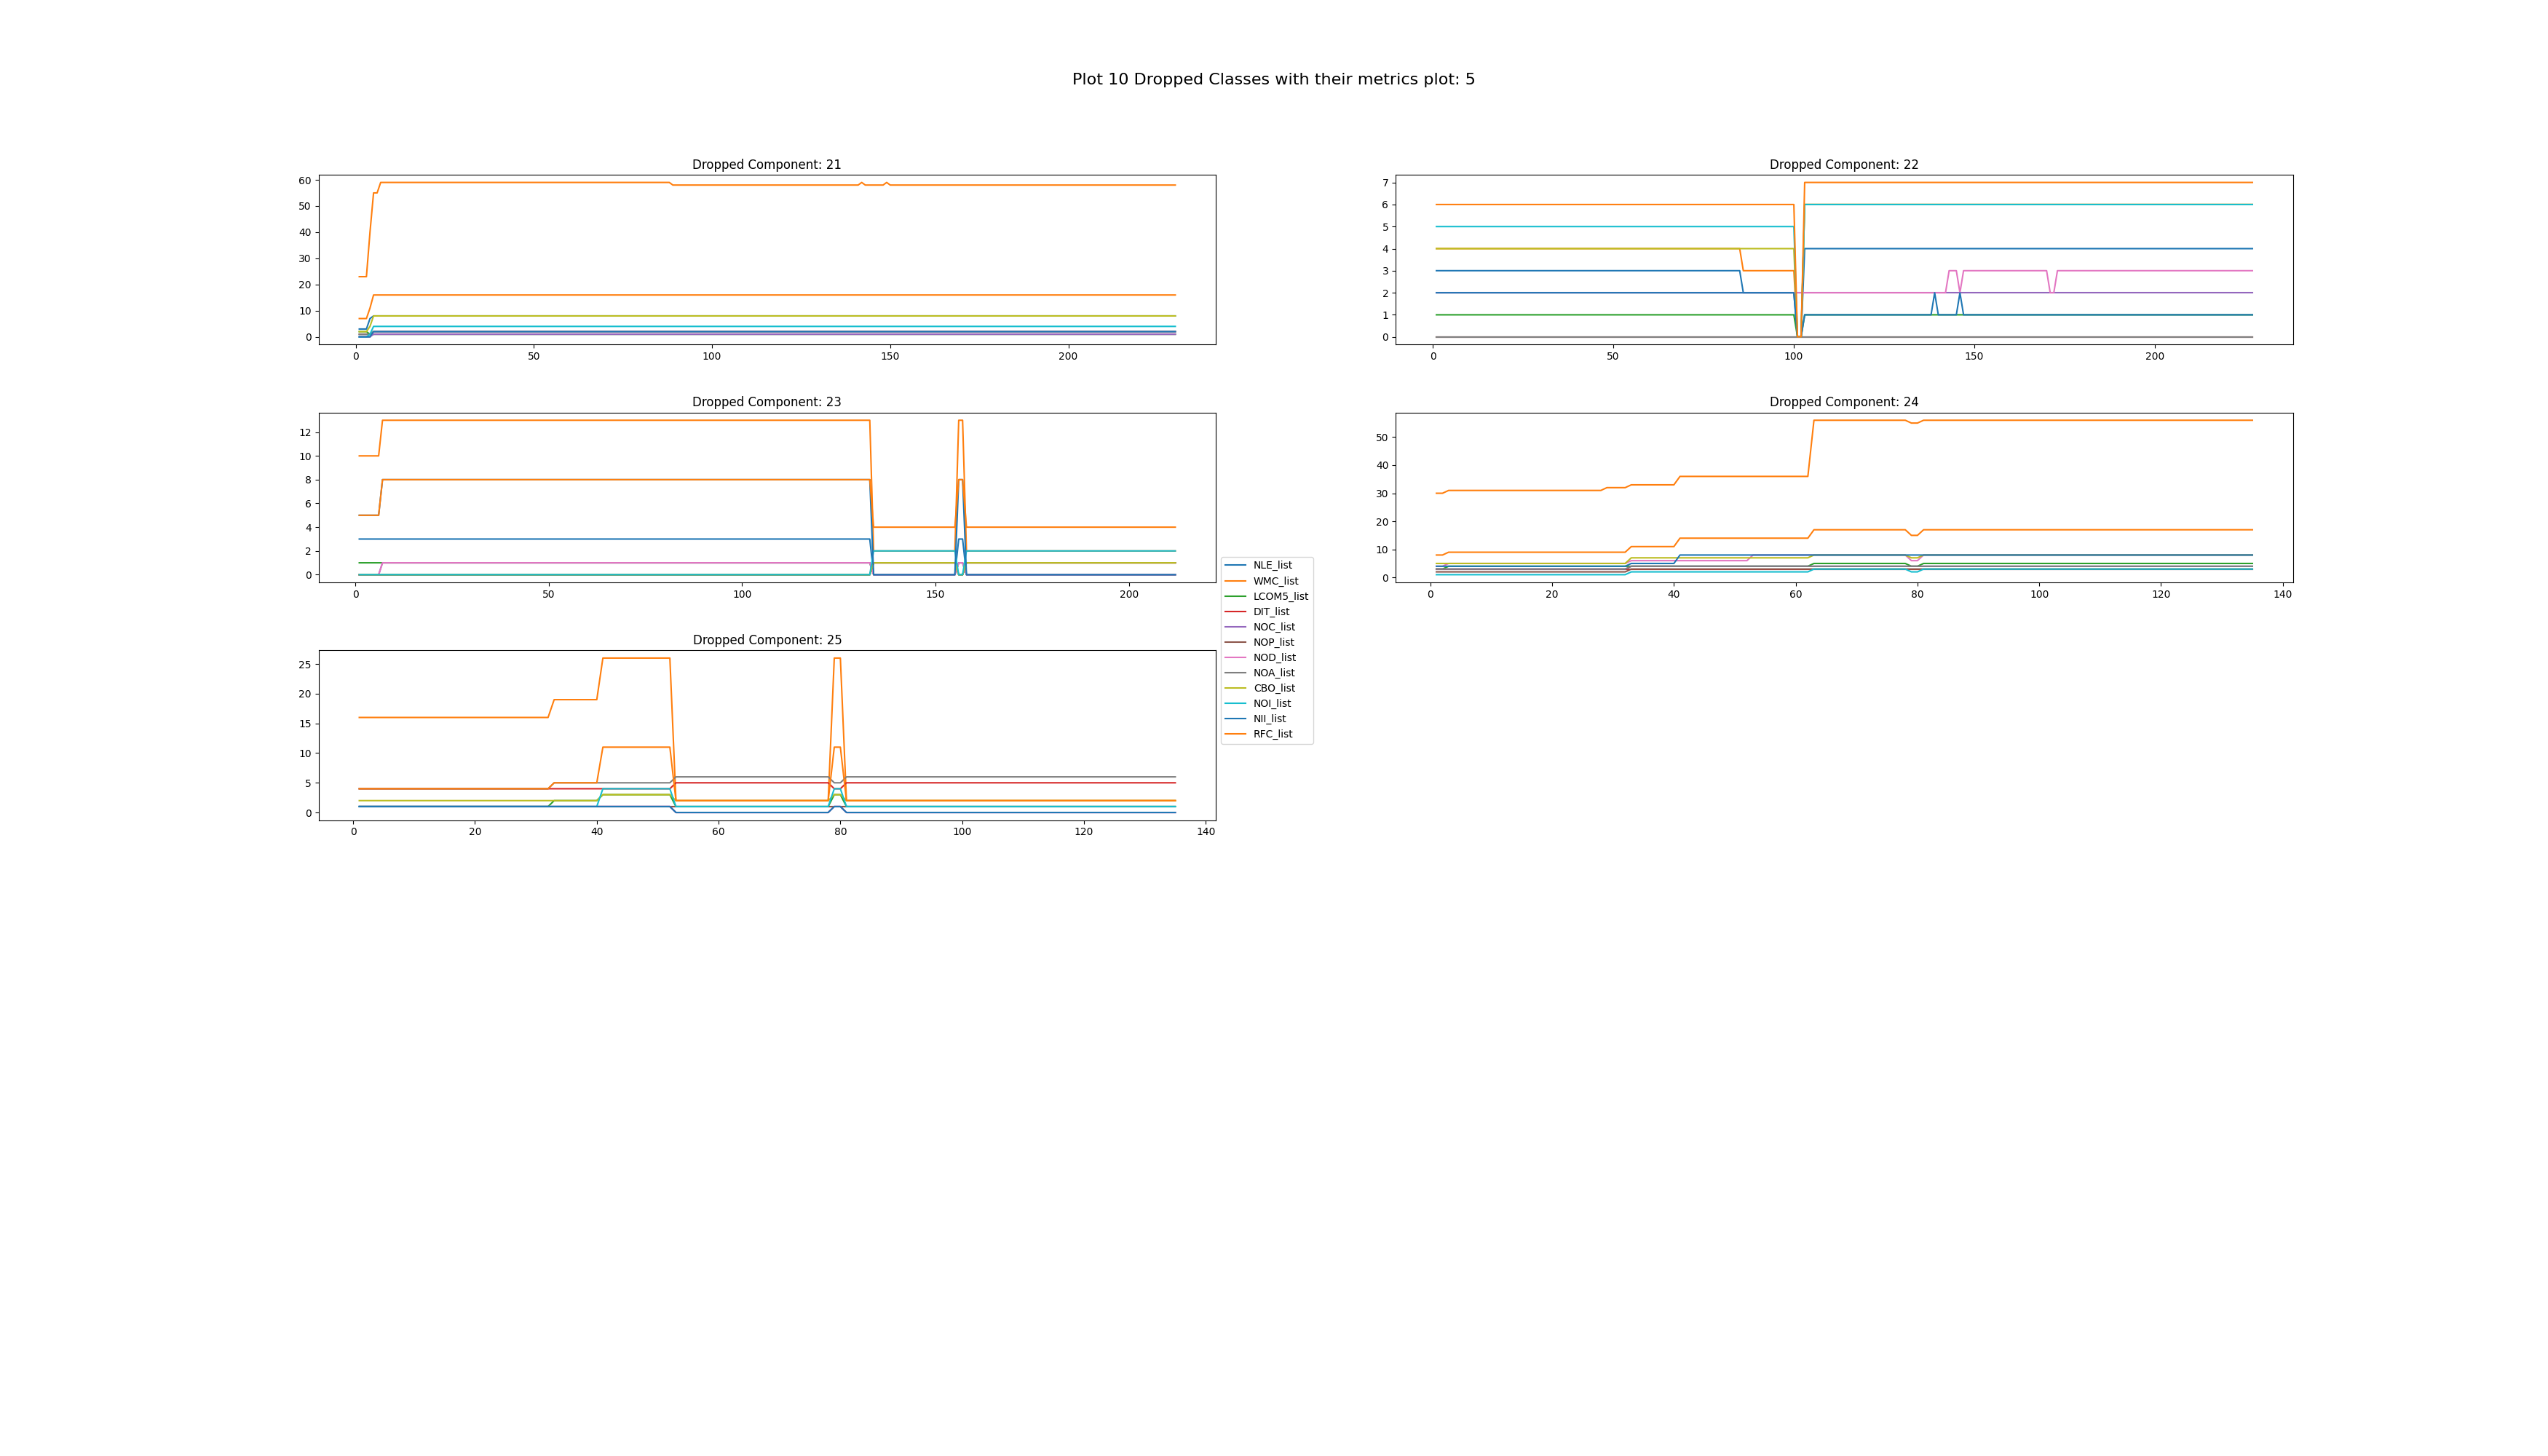 Plot 10 Dropped Classes with their metrics plot: 5
Dropped Component: 21
60
50
40
30
20
10
0
0 50 100 150 200
Dropped Component: 22
7
6
5
4
3
2
1
0
0 50 100 150 200
Dropped Component: 23
12
10
8
6
4
2
0
0 50 100 150 200
Dropped Component: 24
50
40
30
20
10
0
0 20 40 60 80 100 120 140
NLE_list
WMC_list
LCOM5_list
DIT_list
NOC_list
NOP_list
NOD_list
NOA_list
CBO_list
NOI_list
NII_list
RFC_list
Dropped Component: 25
25
20
15
10
5
0
0 20 40 60 80 100 120 140